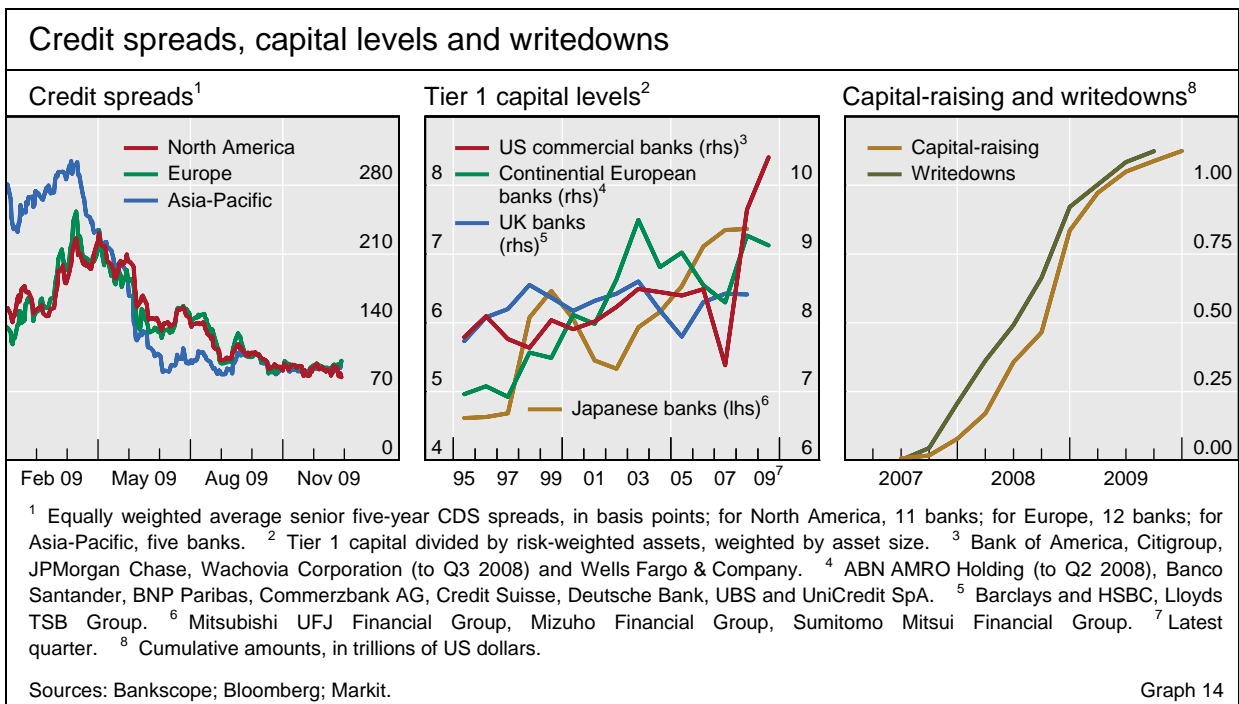 Credit spreads, capital levels and writedowns
Credit spreads1
North America
Europe
Asia-Pacific
280
210
140
70
0
Feb 09 May 09 Aug 09 Nov 09
Tier 1 capital levels2
US commercial banks (rhs)3
Continential European
banks (rhs)4
UK banks
(rhs)5
Japanese banks (lhs)6
8
7
6
5
4
10
9
8
7
6
95 97 99 01 03 05 07 097
Capital-raising and writedowns8
Capital-raising
Writedowns
1.00
0.75
0.50
0.25
0.00
2007 2008 2009
1 Equally weighted average senior five-year CDS spreads, in basis points; for North America, 11 banks; for Europe, 12 banks; for
Asia-Pacific, five banks. 2 Tier 1 capital divided by risk-weighted assets, weighted by asset size. 3 Bank of America, Citigroup,
JPMorgan Chase, Wachovia Corporation (to Q3 2008) and Wells Fargo & Company. 4 ABN AMRO Holding (to Q2 2008), Banco
Santander, BNP Paribas, Commerzbank AG, Credit Suisse, Deutsche Bank, UBS and UniCredit SpA. 5 Barclays and HSBC, Lloyds
TSB Group. 6 Mitsubishi UFJ Financial Group, Mizuho Financial Group, Sumitomo Mitsui Financial Group. 7 Latest
quarter. 8 Cumulative amounts, in trillions of US dollars.
Sources: Bankscope; Bloomberg; Markit.
Graph 14